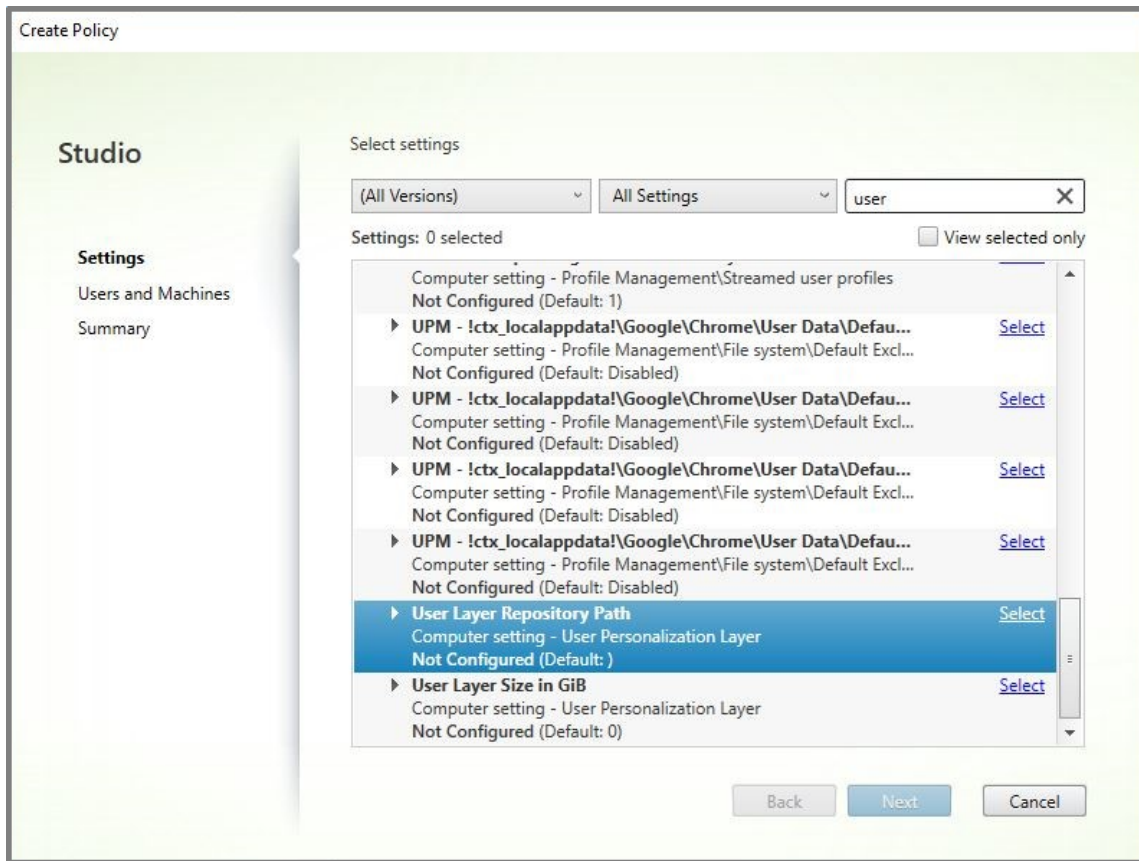 Create Policy
Studio
Settings
Users and Machines
Summary
Select settings
(All Versions)
All Settings
user
Settings: 0 selected
View selected only
Computer setting - Profile Management\Streamed user profiles
Not Configured (Default: 1)
UPM - !ctx_localappdata!\Google\Chrome\User Data\Defau... Select
Computer setting - Profile Management\File system\Default Excl...
Not Configured (Default: Disabled)
UPM - !ctx_localappdata!\Google\Chrome\User Data\Defau... Select
Computer setting - Profile Management\File system\Default Excl...
Not Configured (Default: Disabled)
UPM - !ctx_localappdata!\Google\Chrome\User Data\Defau... Select
Computer setting - Profile Management\File system\Default Excl...
Not Configured (Default: Disabled)
UPM - !ctx_localappdata!\Google\Chrome\User Data\Defau... Select
Computer setting - Profile Management\File system\Default Excl...
Not Configured (Default: Disabled)
User Layer Repository Path Select
Computer setting - User Personalization Layer
Not Configured (Default: )
User Layer Size in GiB Select
Computer setting - User Personalization Layer
Not Configured (Default: 0)
Back Next Cancel